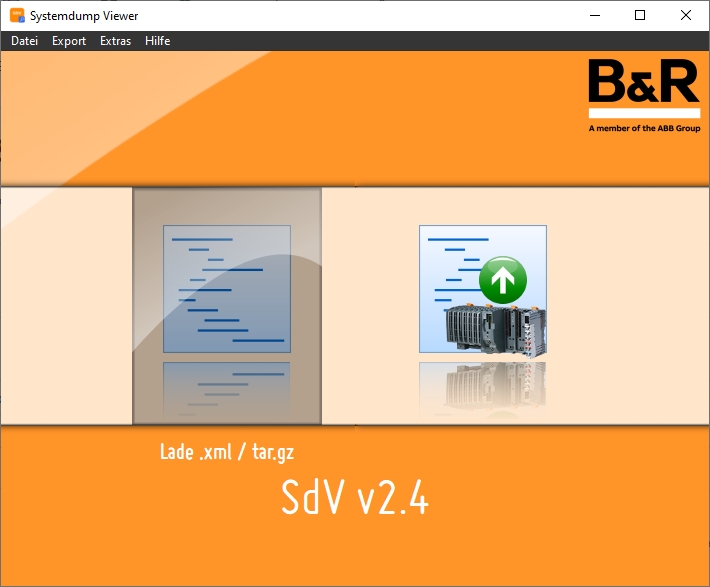 Systemdump Viewer
Datei Export Extras Hilfe
B&R
A member of the ABB Group
Lade .xml / tar.gz
SdV v2.4